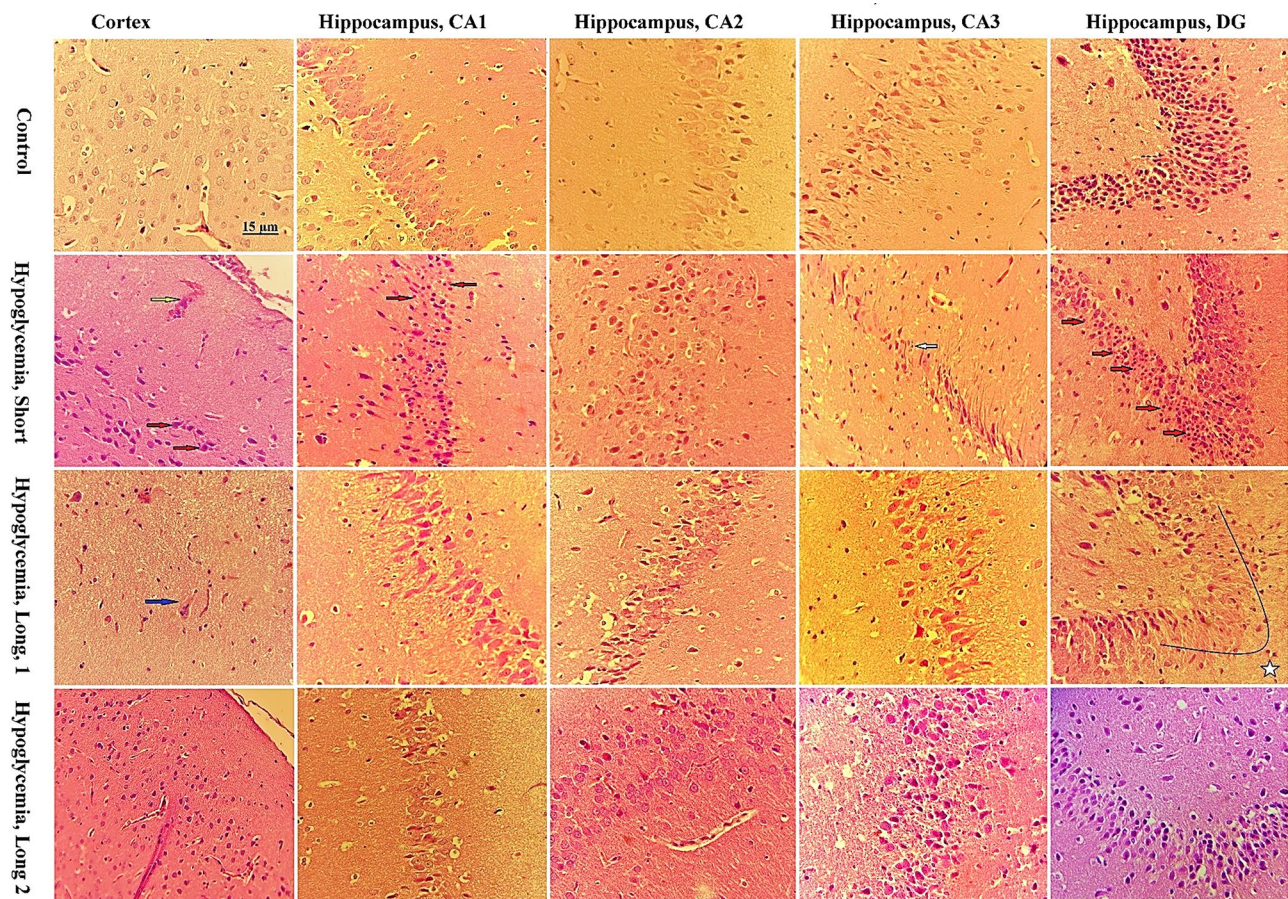 Cortex
Hippocampus, CA1
Hippocampus, CA2
Hippocampus, CA3
Hippocampus, DG
Control
15 µm
Hypoglycemia, Short
Hypoglycemia, Long, 1
Hypoglycemia, Long 2